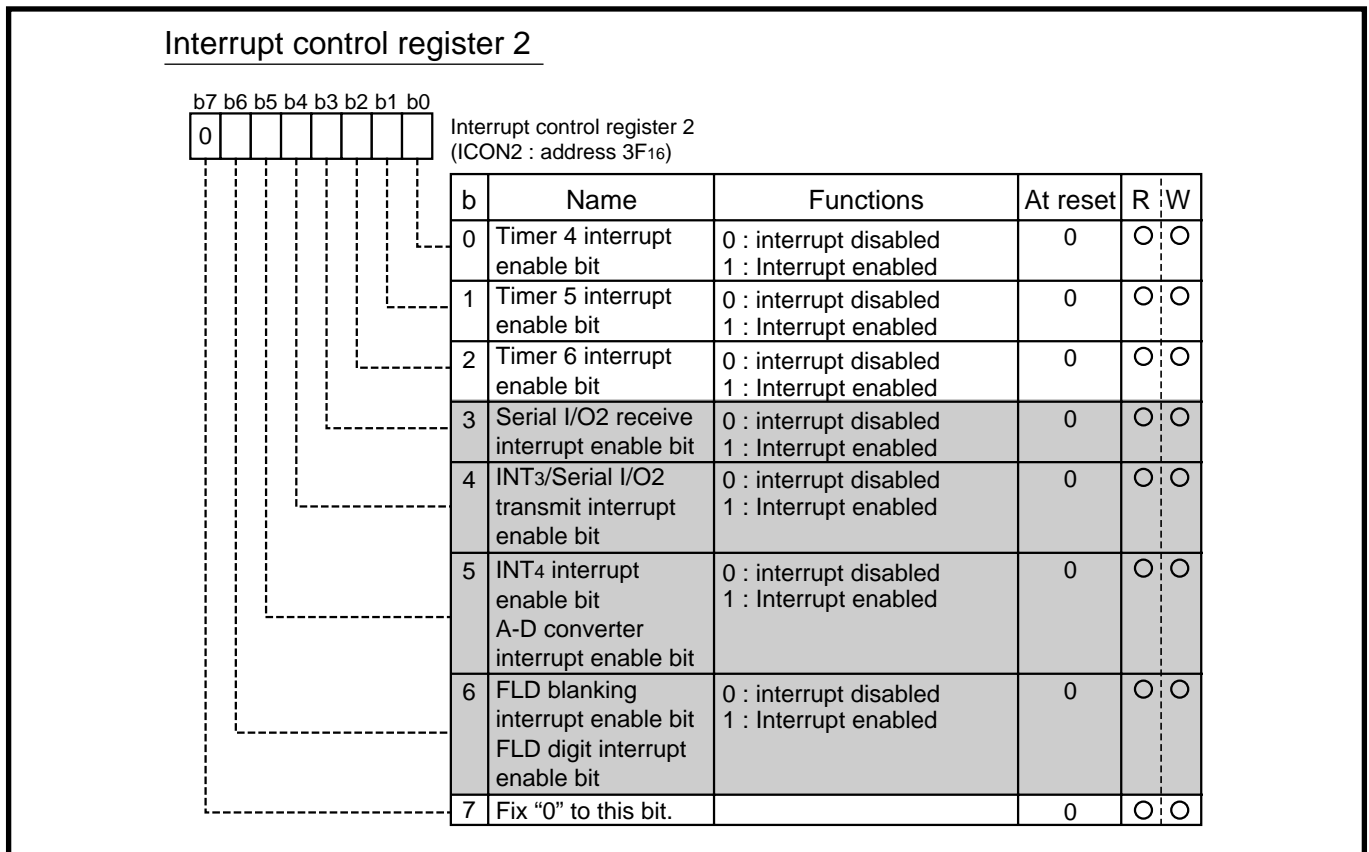 Interrupt control register 2
b7 b6 b5 b4 b3 b2 b1 b0
0
Interrupt control register 2
(ICON2 : address 3F16)
b Name Functions At reset R W
0 Timer 4 interrupt enable bit 0 : interrupt disabled 1 : Interrupt enabled 0 O O
1 Timer 5 interrupt enable bit 0 : interrupt disabled 1 : Interrupt enabled 0 O O
2 Timer 6 interrupt enable bit 0 : interrupt disabled 1 : Interrupt enabled 0 O O
3 Serial I/O2 receive interrupt enable bit 0 : interrupt disabled 1 : Interrupt enabled 0 O O
4 INT3/Serial I/O2 transmit interrupt enable bit 0 : interrupt disabled 1 : Interrupt enabled 0 O O
5 INT4 interrupt enable bit A-D converter interrupt enable bit 0 : interrupt disabled 1 : Interrupt enabled 0 O O
6 FLD blanking interrupt enable bit FLD digit interrupt enable bit 0 : interrupt disabled 1 : Interrupt enabled 0 O O
7 Fix “0” to this bit. 0 O O